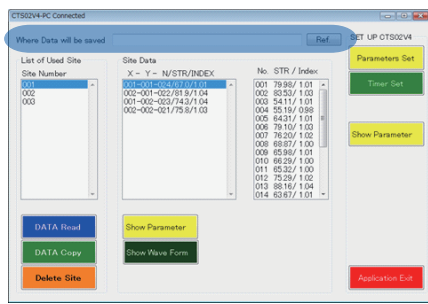 CTS02V4-PC Connected
Where Data will be saved
Ref
SET UP CTS02V4
Parameters Set
Timer Set
Show Parameter
Application Exit
List of Used Site
Site Number
001
002
003
DATA Read
DATA Copy
Delete Site
Site Data
X - Y - N/STR/INDEX
001-001-024/67.0/1.01
002-001-022/81.9/1.04
001-002-023/74.3/1.04
002-002-021/75.8/1.03
Show Parameter
Show Wave Form
No. STR / Index
001 79.98/ 1.01
002 83.53/ 1.03
003 54.11/ 1.01
004 55.19/ 0.98
005 64.31/ 1.01
006 79.10/ 1.03
007 76.20/ 1.02
008 68.87/ 1.00
009 65.98/ 1.01
010 66.29/ 1.00
011 65.32/ 1.00
012 75.29/ 1.02
013 88.16/ 1.04
014 63.67/ 1.01